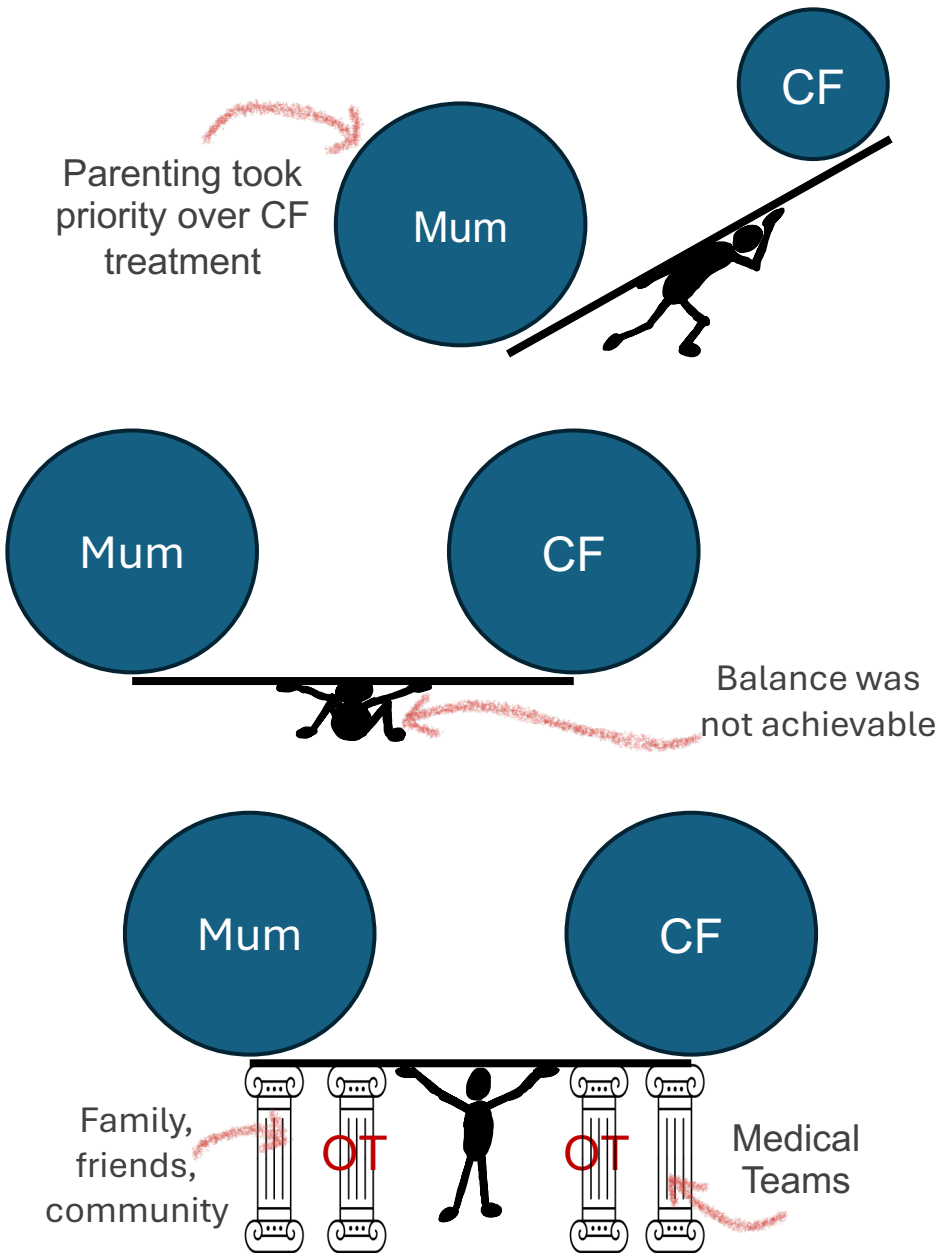 CF
Parenting took
priority over CF
treatment
Mum
Mum
CF
Balance was
not achievable
Mum
CF
Family,
friends,
community
OT
OT
Medical
Teams